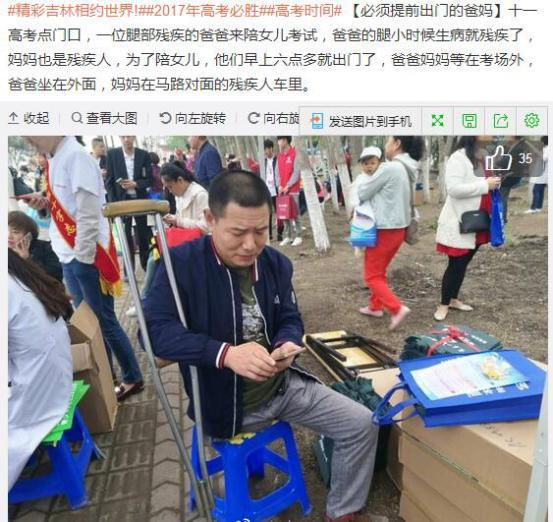 #精彩吉林相约世界!##2017年高考必胜##高考时间# 【必须提前出门的爸妈】十一
高考点门口，一位腿部残疾的爸爸来陪女儿考试，爸爸的腿小时候生病就残疾了，
妈妈也是残疾人，为了陪女儿，他们早上六点多就出门了，爸爸妈妈等在考场外，
爸爸坐在外面，妈妈在马路对面的残疾人车里。
收起 查看大图 向左旋转 向右旋 发送图片到手机
35